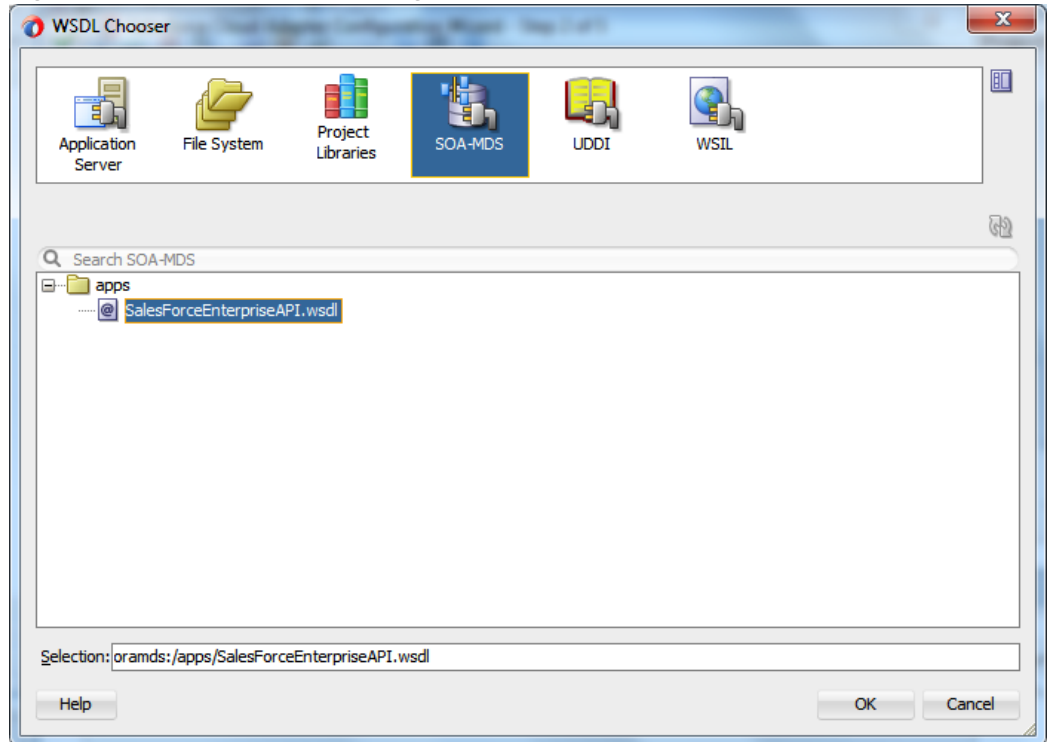 WSDL Chooser
Application
Server
File System
Project
Libraries
SOA-MDS
UDDI
WSIL
Search SOA-MDS
apps
SalesForceEnterpriseAPI.wsdl
Selection: oramds:/apps/SalesForceEnterpriseAPI.wsdl
Help
OK
Cancel